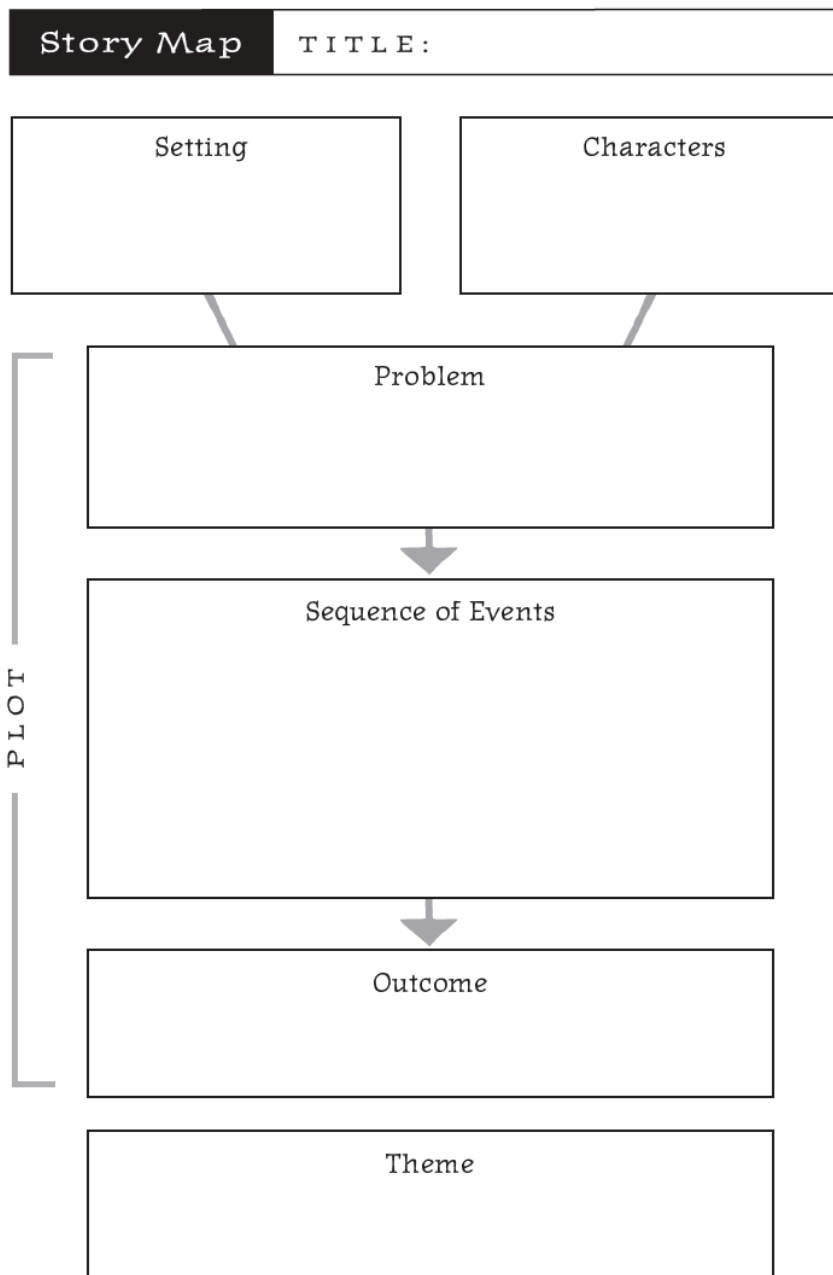 Story Map TITLE:
Setting
Characters
Problem
Sequence of Events
PLOT
Outcome
Theme